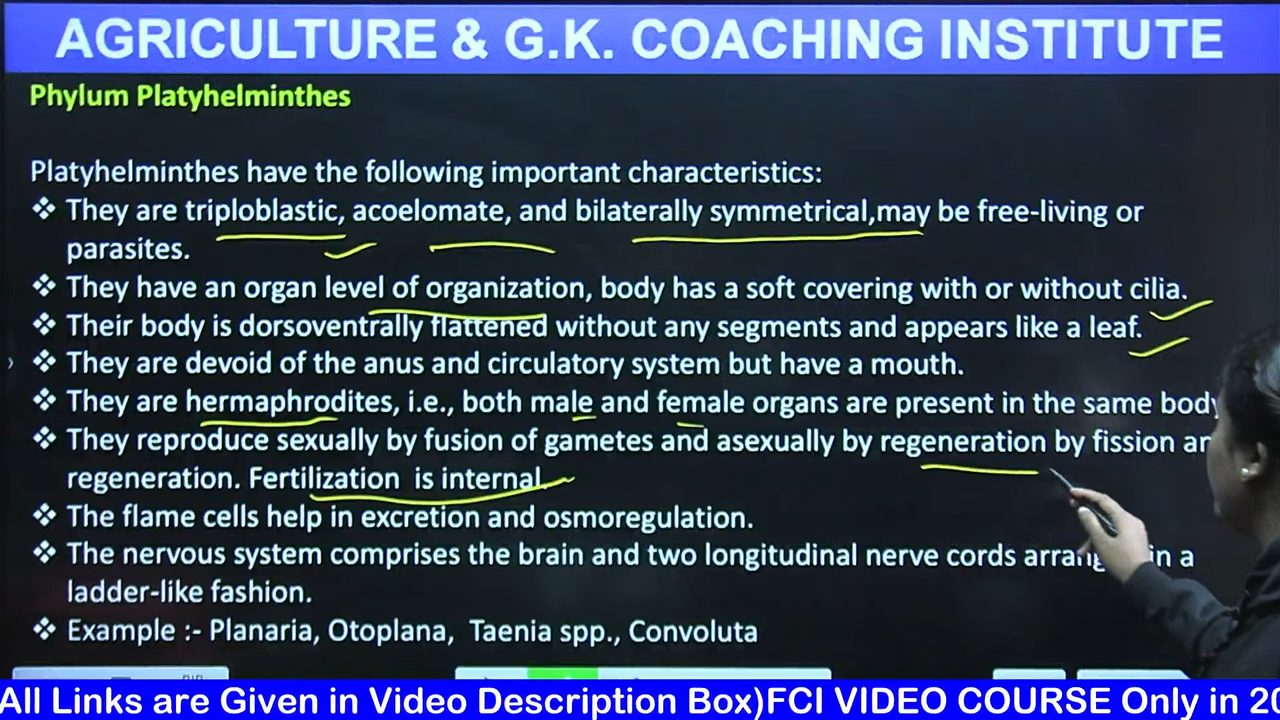 AGRICULTURE & G.K. COACHING INSTITUTE
Phylum Platyhelminthes
Platyhelminthes have the following important characteristics:
❖ They are triploblastic, acoelomate, and bilaterally symmetrical,may be free-living or
parasites.
❖ They have an organ level of organization, body has a soft covering with or without cilia.
❖ Their body is dorsoventrally flattened without any segments and appears like a leaf.
❖ They are devoid of the anus and circulatory system but have a mouth.
❖ They are hermaphrodites, i.e., both male and female organs are present in the same body
❖ They reproduce sexually by fusion of gametes and asexually by regeneration by fission
regeneration. Fertilization is internal.
❖ The flame cells help in excretion and osmoregulation.
❖ The nervous system comprises the brain and two longitudinal nerve cords in a
ladder-like fashion.
❖ Example :- Planaria, Otoplana, Taenia spp., Convoluta
All Links are Given in Video Description Box)FCI VIDEO COURSE Only in